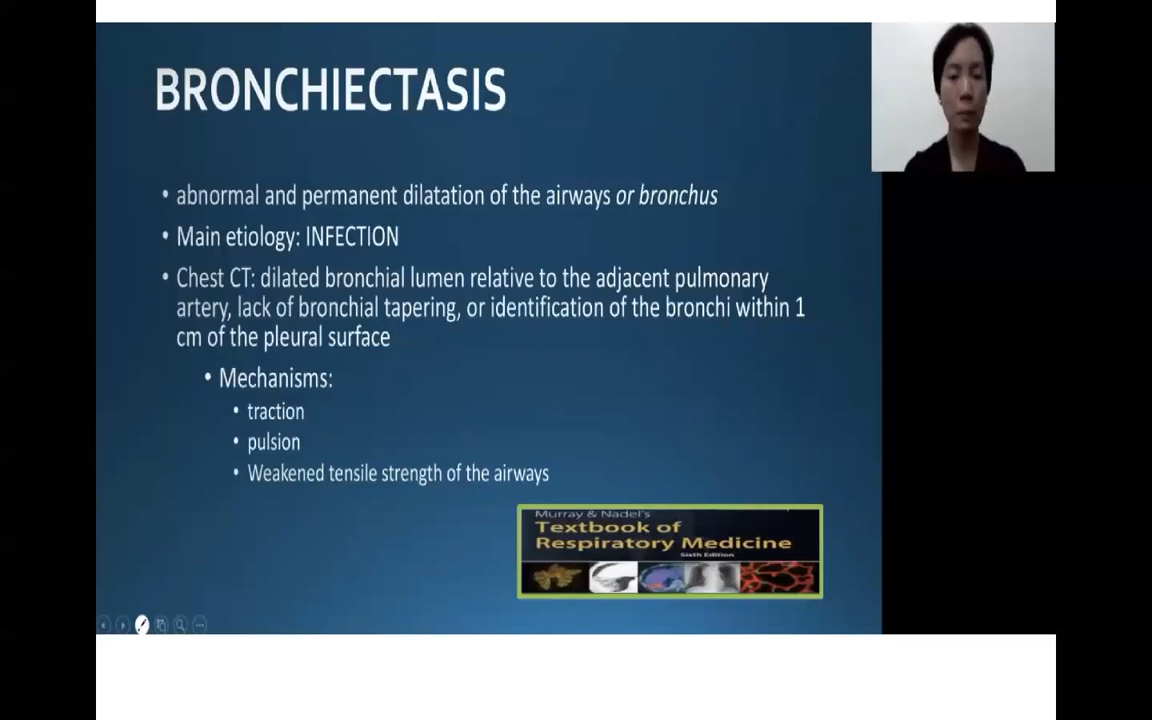 BRONCHIECTASIS
• abnormal and permanent dilatation of the airways or bronchus
• Main etiology: INFECTION
• Chest CT: dilated bronchial lumen relative to the adjacent pulmonary
artery, lack of bronchial tapering, or identification of the bronchi within 1
cm of the pleural surface
• Mechanisms:
• traction
• pulsion
• Weakened tensile strength of the airways
Murray & Nadel's
Textbook of
Respiratory Medicine
Sixth Edition